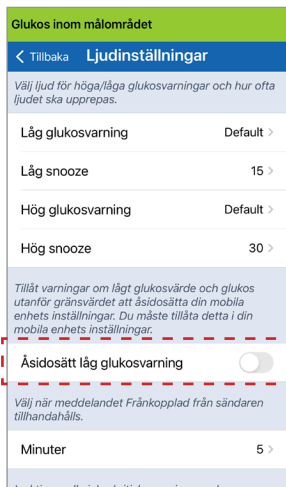 Glukos inom målområdet
Tillbaka Ljudinställningar
Välj ljud för höga/låga glukosvarningar och hur ofta
ljudet ska upprepas.
Låg glukosvarning Default
Låg snooze 15
Hög glukosvarning Default
Hög snooze 30
Tillåt varningar om lågt glukosvärde och glukos
utanför gränsvärdet att åsidosätta din mobila
enhets inställningar. Du måste tillåta detta i din
mobila enhets inställningar.
Åsidosätt låg glukosvarning
Välj när meddelandet Frånkopplad från sändaren
tillhandahålls.
Minuter 5